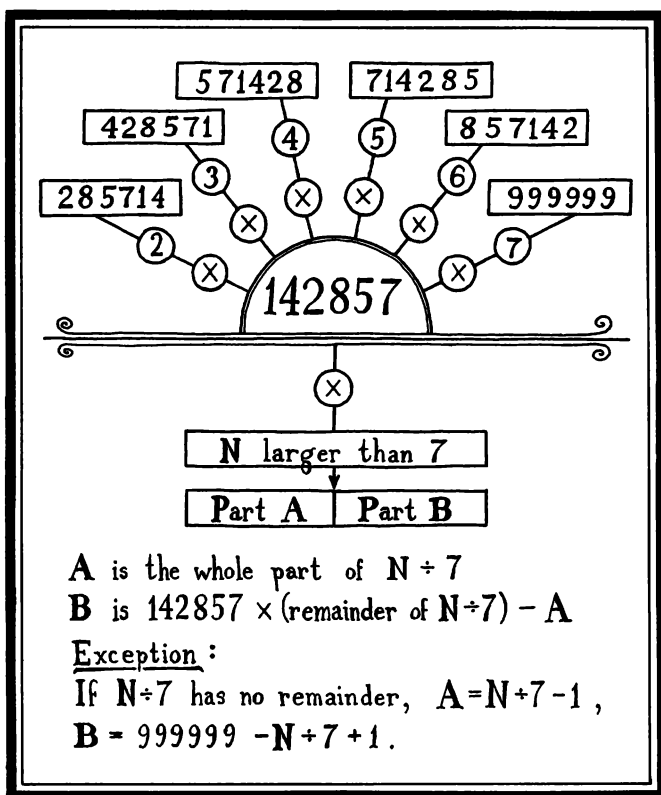 571428
714285
428571
4
5
857142
285714
3
×
×
6
999999
2
×
×
7
×
×
142857
×
N larger than 7
Part A
Part B
A is the whole part of N ÷ 7
B is 142857 × (remainder of N÷7) – A
Exception:
If N÷7 has no remainder, A=N÷7-1,
B = 999999 -N÷7+1.